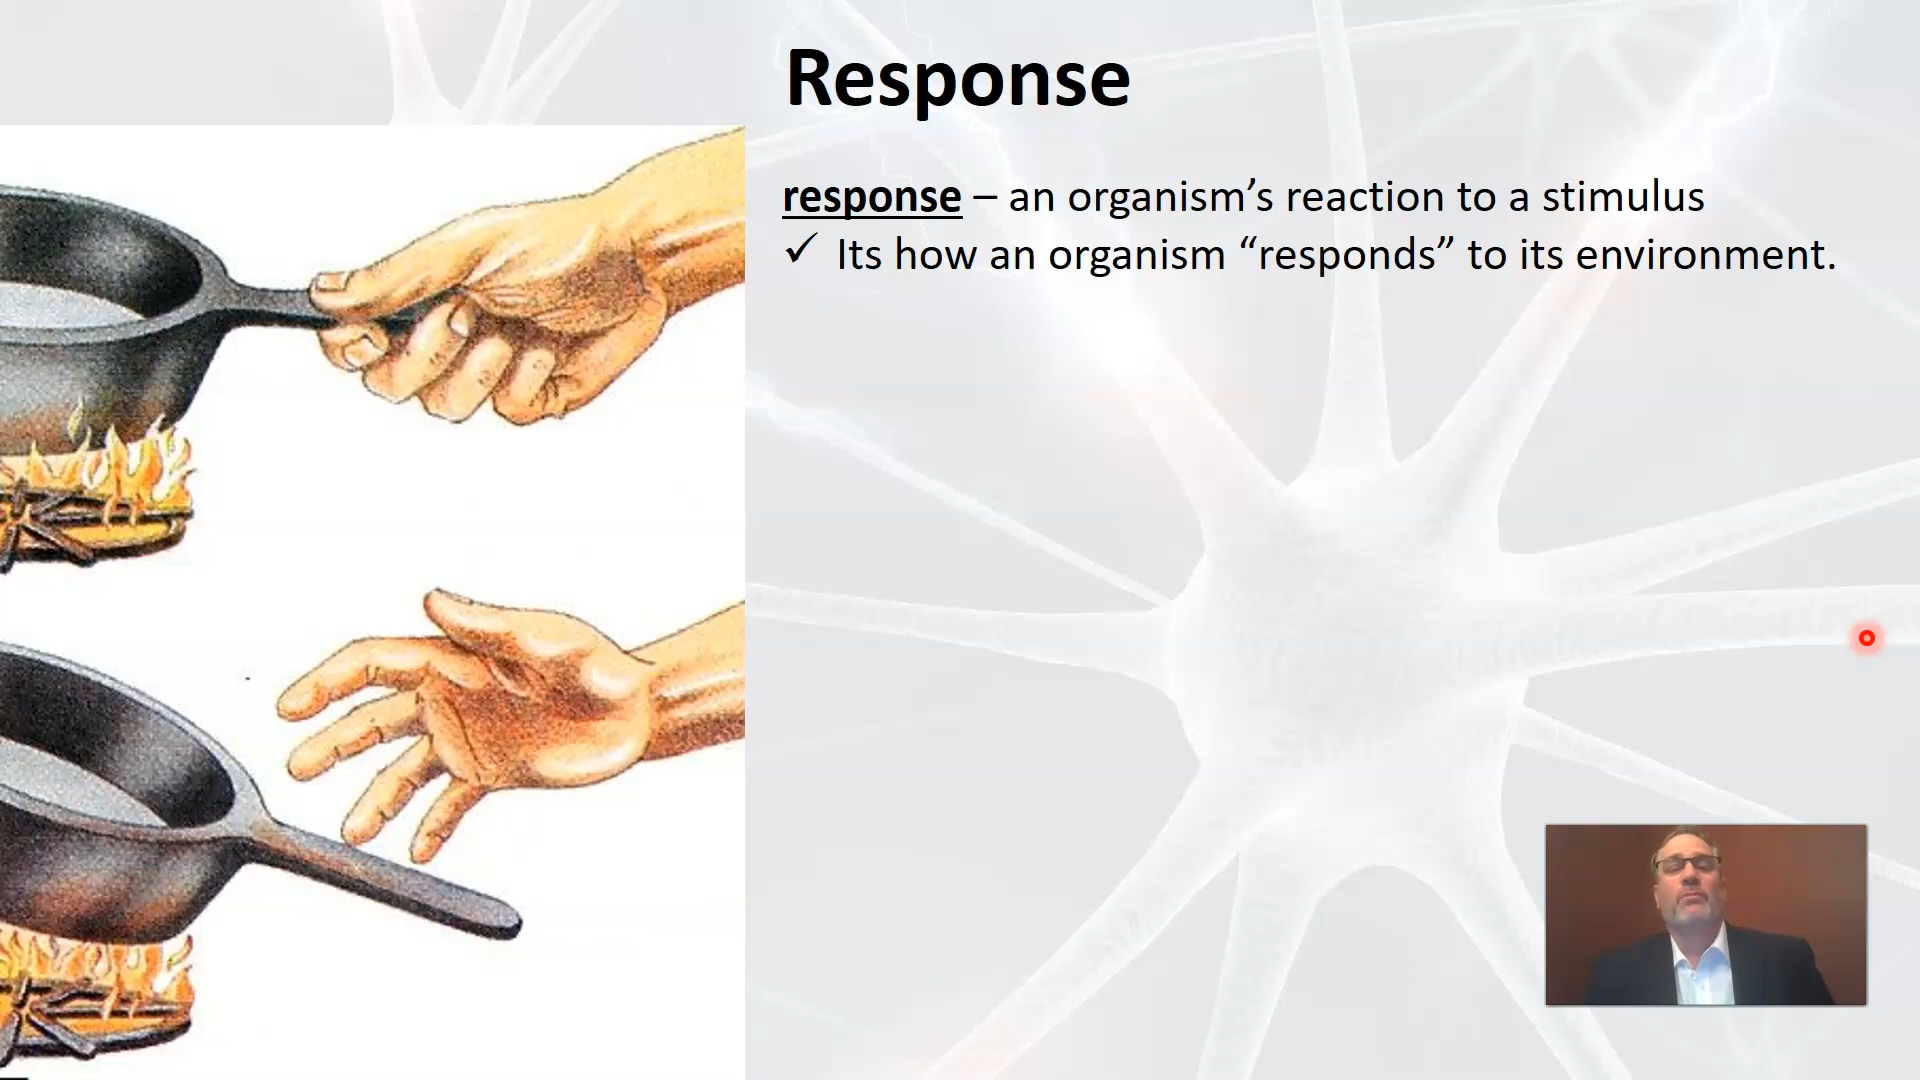 Response
response – an organism’s reaction to a stimulus
✓ Its how an organism “responds” to its environment.